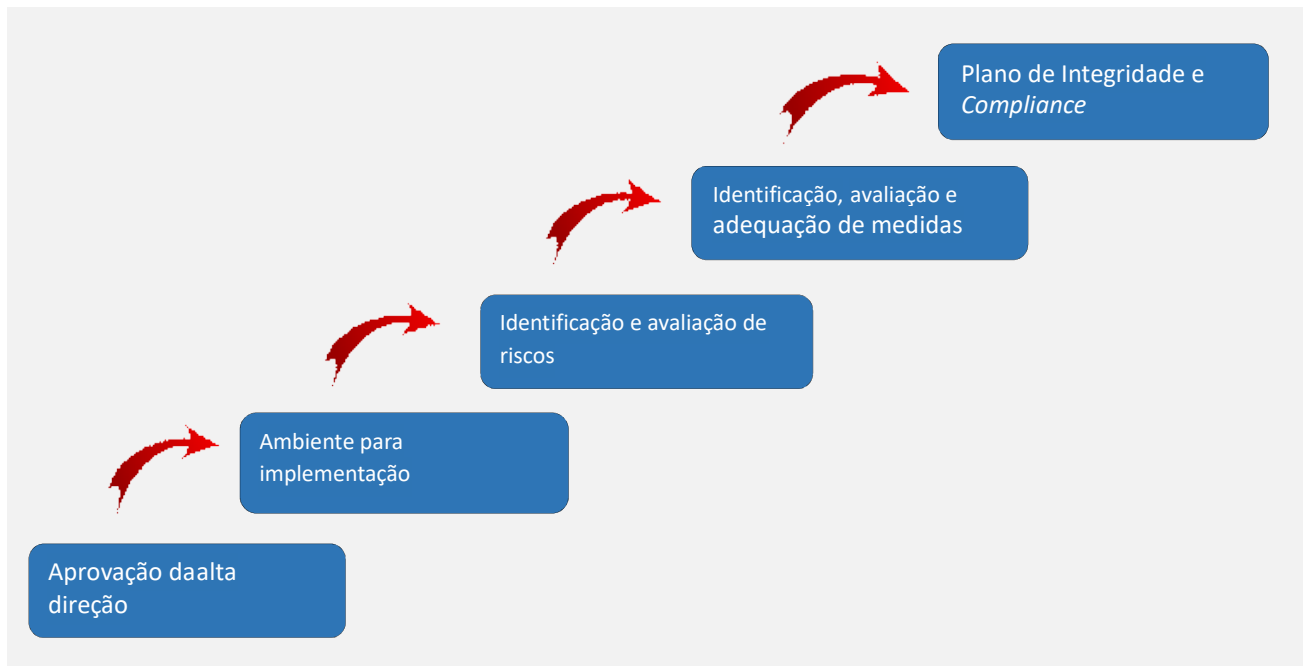 Plano de Integridade e
Compliance
Identificação, avaliação e
adequação de medidas
Identificação e avaliação de
riscos
Ambiente para
implementação
Aprovação daalta
direção